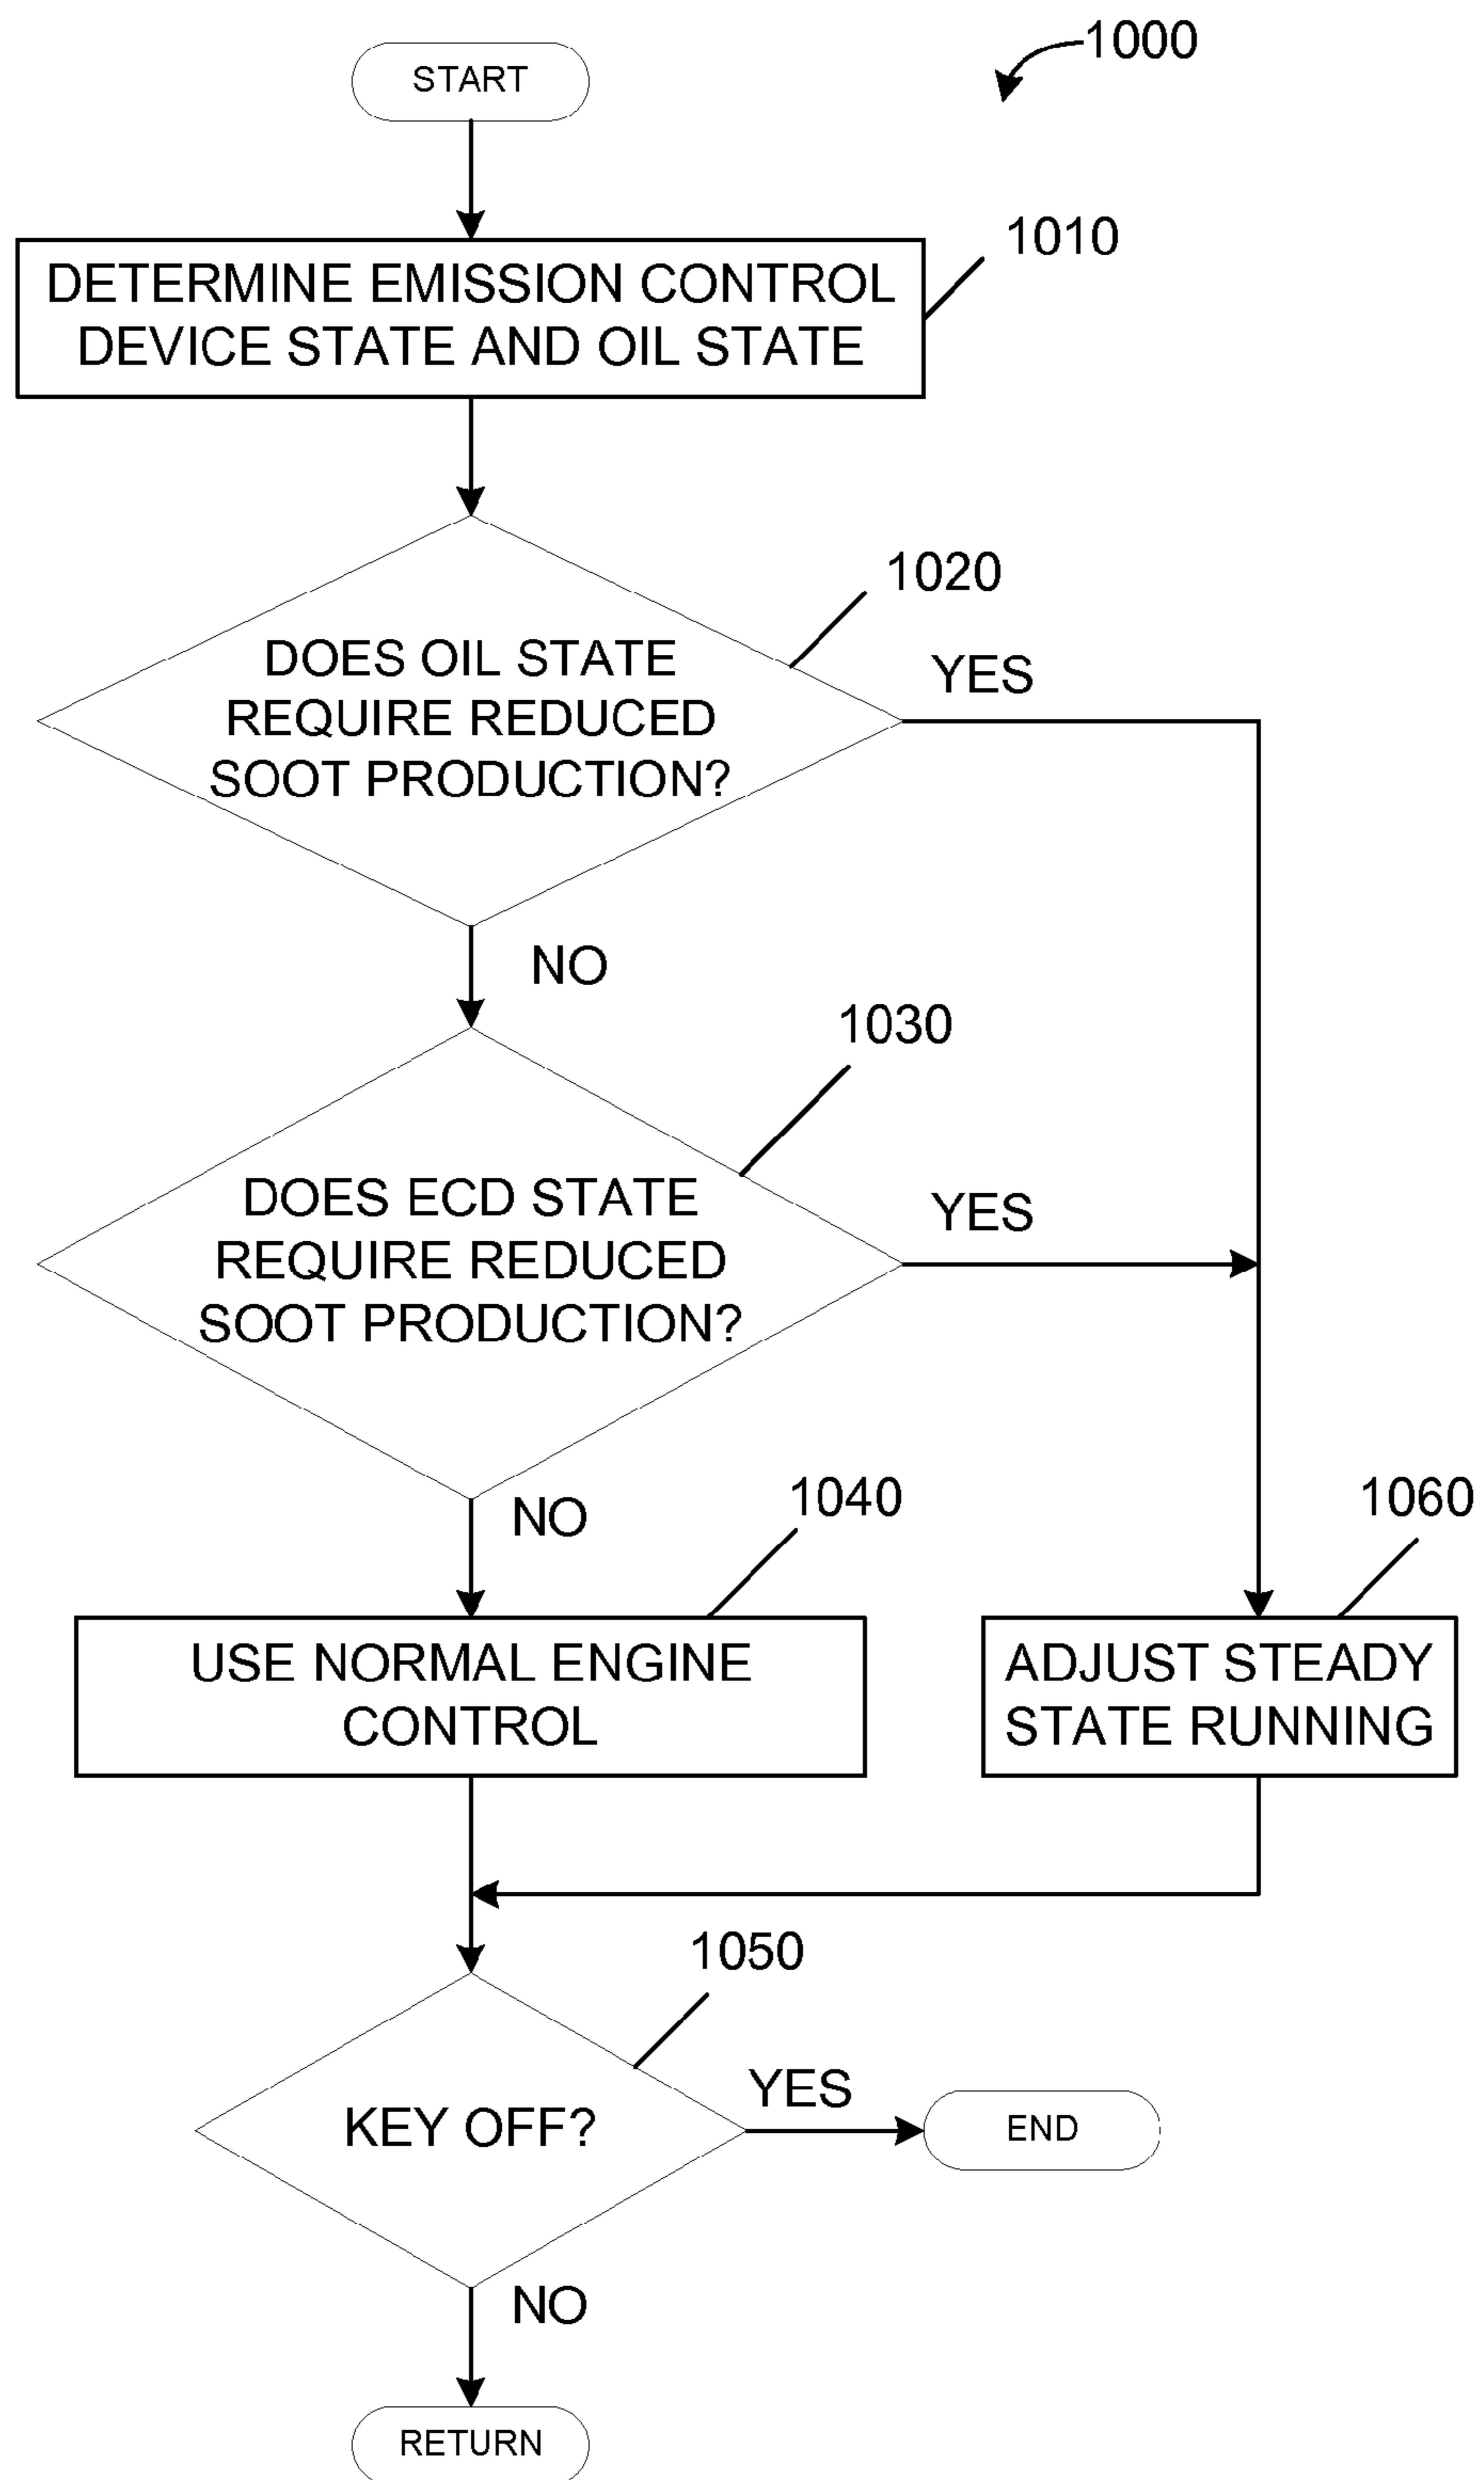 1000
START
1010
DETERMINE EMISSION CONTROL
DEVICE STATE AND OIL STATE
1020
DOES OIL STATE
REQUIRE REDUCED
SOOT PRODUCTION?
YES
NO
1030
DOES ECD STATE
REQUIRE REDUCED
SOOT PRODUCTION?
YES
NO
1040
1060
USE NORMAL ENGINE
CONTROL
ADJUST STEADY
STATE RUNNING
1050
KEY OFF?
YES
END
NO
RETURN